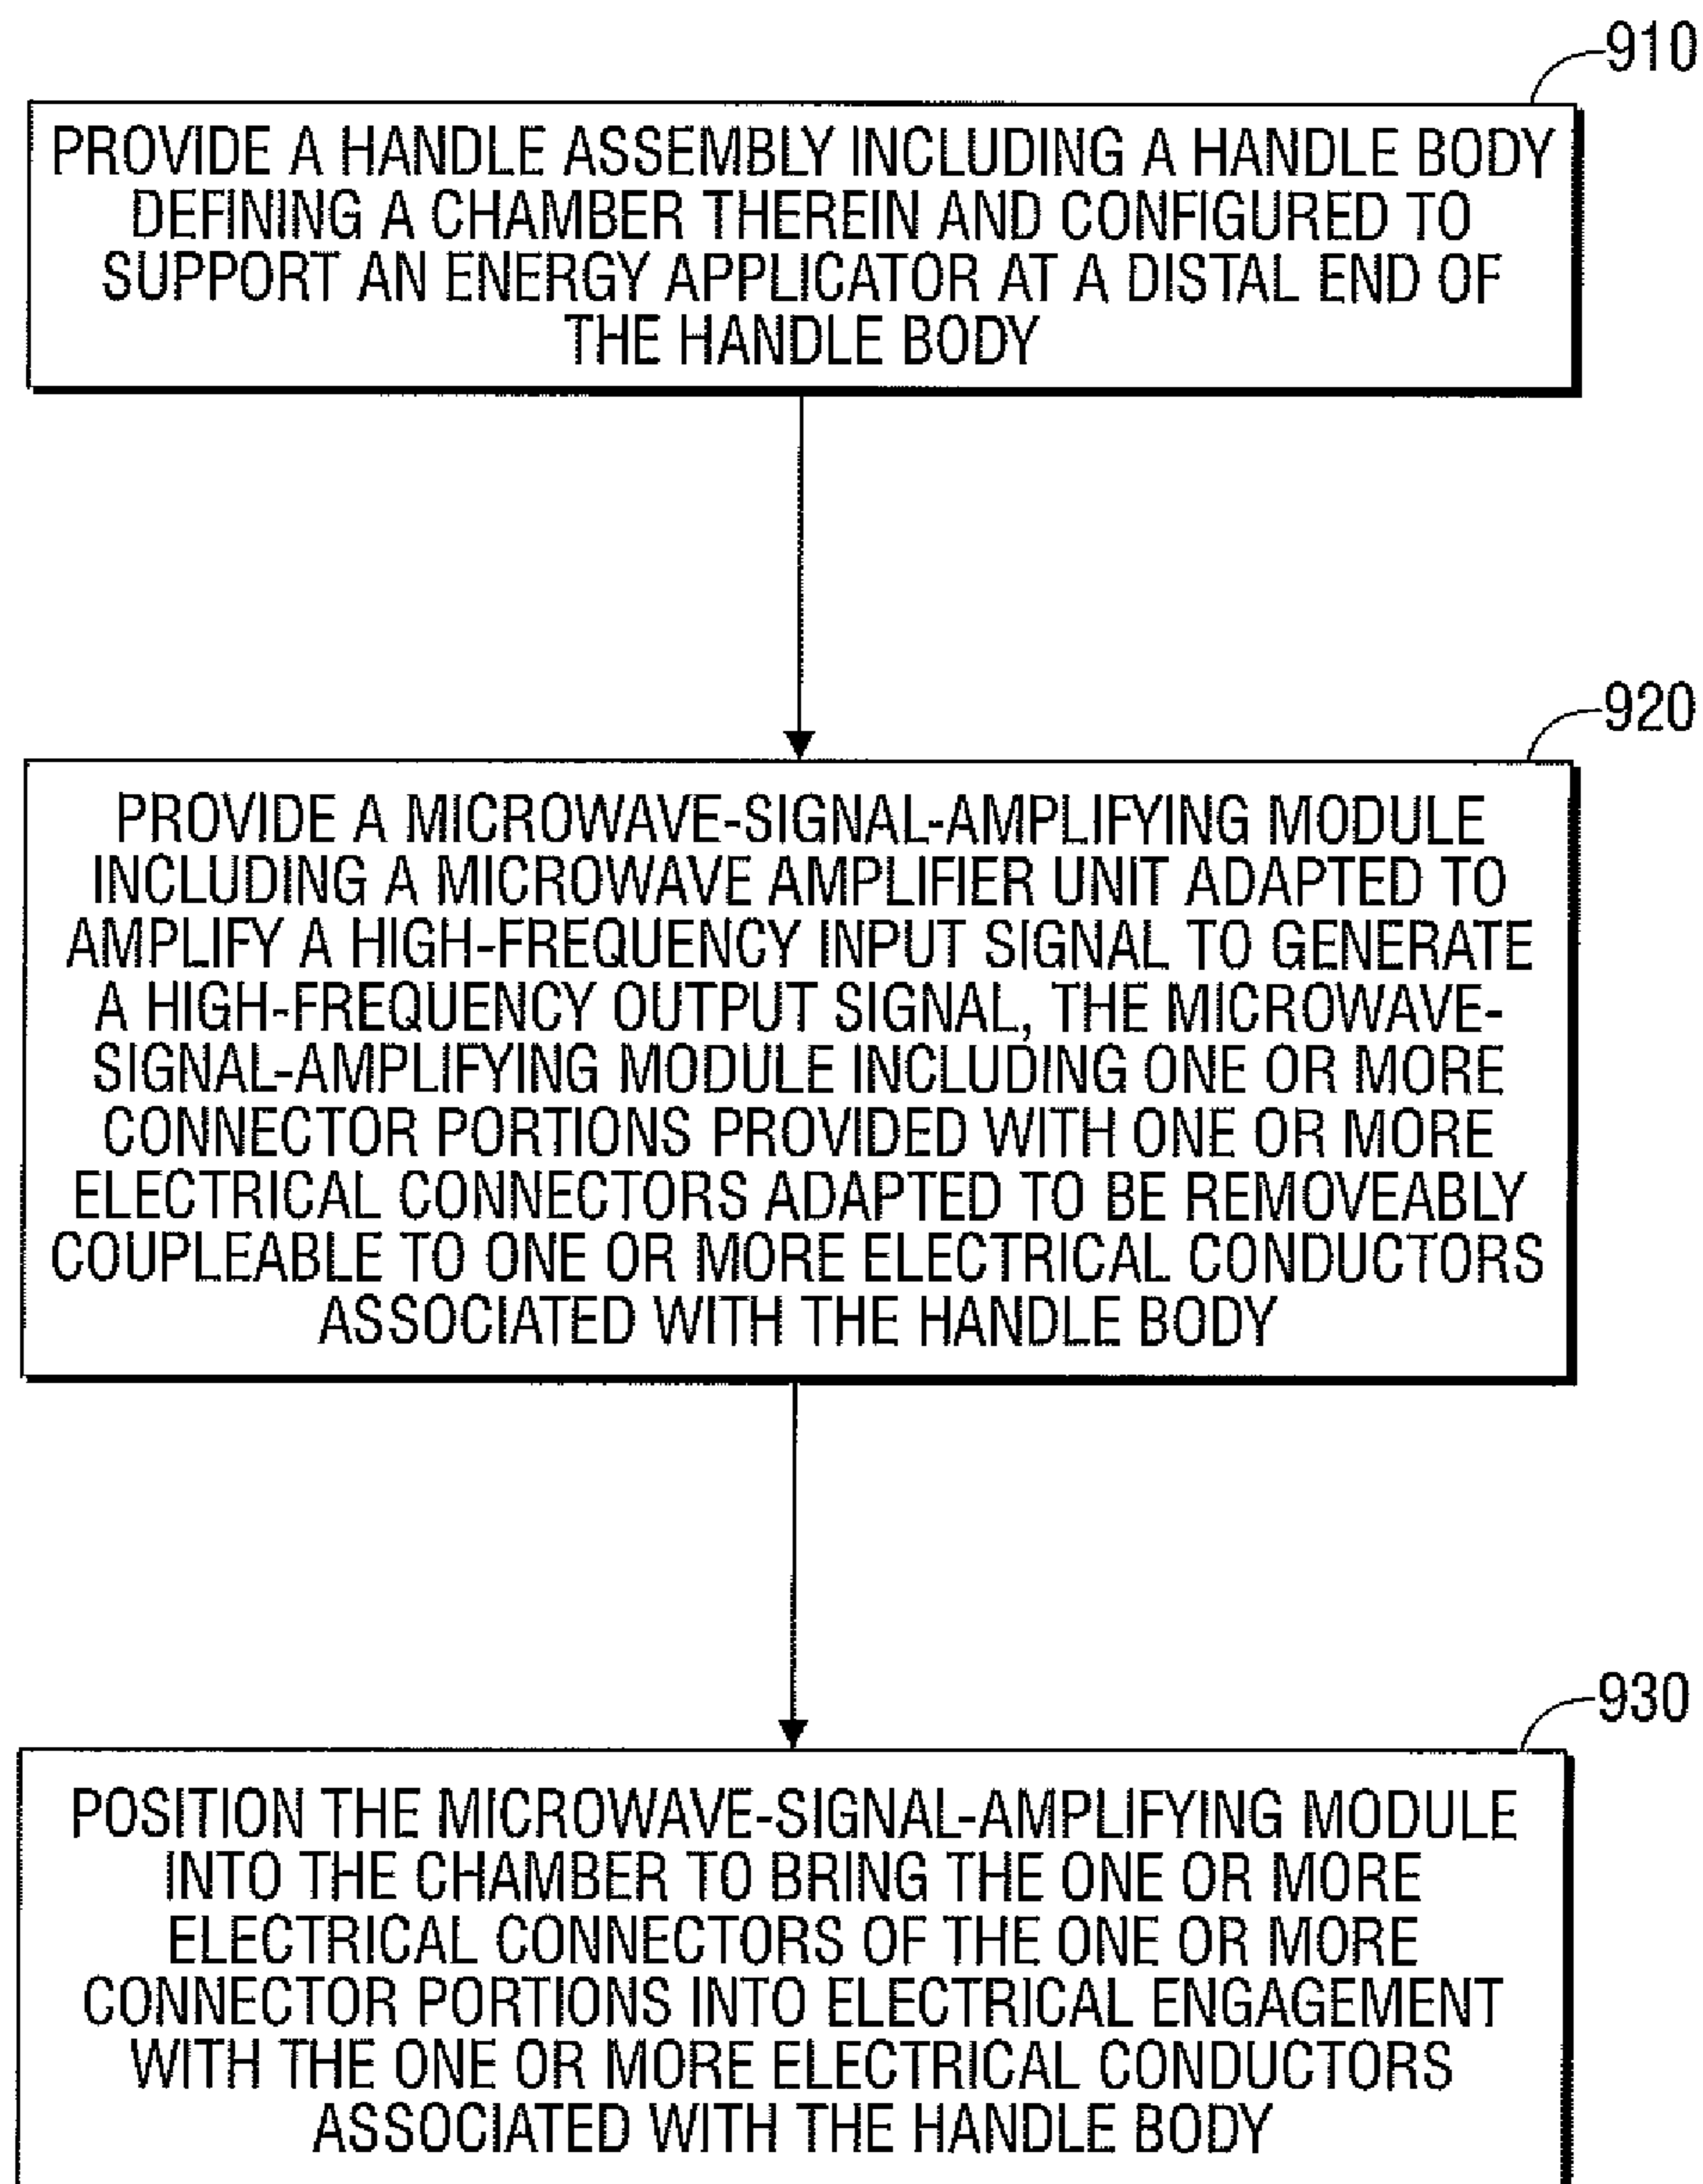 910
PROVIDE A HANDLE ASSEMBLY INCLUDING A HANDLE BODY
DEFINING A CHAMBER THEREIN AND CONFIGURED TO
SUPPORT AN ENERGY APPLICATOR AT A DISTAL END OF
THE HANDLE BODY
920
PROVIDE A MICROWAVE-SIGNAL-AMPLIFYING MODULE
INCLUDING A MICROWAVE AMPLIFIER UNIT ADAPTED TO
AMPLIFY A HIGH-FREQUENCY INPUT SIGNAL TO GENERATE
A HIGH-FREQUENCY OUTPUT SIGNAL, THE MICROWAVE-
SIGNAL-AMPLIFYING MODULE INCLUDING ONE OR MORE
CONNECTOR PORTIONS PROVIDED WITH ONE OR MORE
ELECTRICAL CONNECTORS ADAPTED TO BE REMOVEABLY
COUPLEABLE TO ONE OR MORE ELECTRICAL CONDUCTORS
ASSOCIATED WITH THE HANDLE BODY
930
POSITION THE MICROWAVE-SIGNAL-AMPLIFYING MODULE
INTO THE CHAMBER TO BRING THE ONE OR MORE
ELECTRICAL CONNECTORS OF THE ONE OR MORE
CONNECTOR PORTIONS INTO ELECTRICAL ENGAGEMENT
WITH THE ONE OR MORE ELECTRICAL CONDUCTORS
ASSOCIATED WITH THE HANDLE BODY